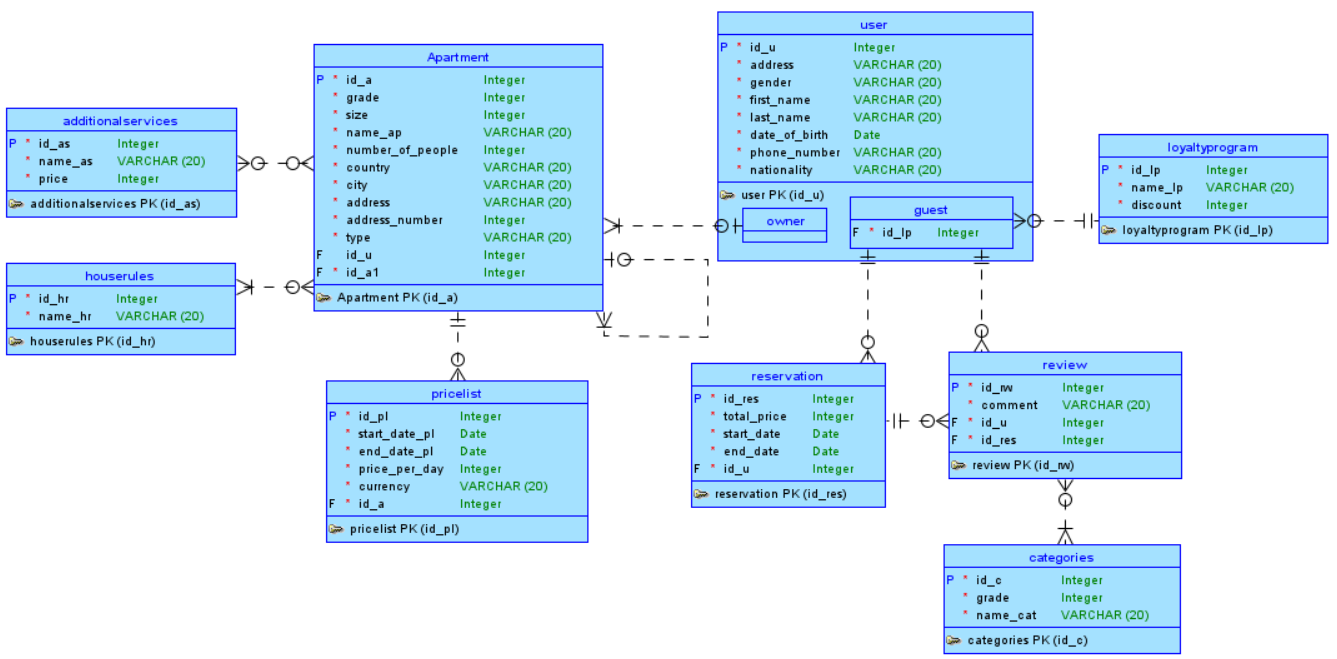 additionalservices
P * id_as Integer
* name_as VARCHAR (20)
* price Integer
additionalservices PK (id_as)
houserules
P * id_hr Integer
* name_hr VARCHAR (20)
houserules PK (id_hr)
Apartment
P * id_a Integer
* grade Integer
* size Integer
* name_ap VARCHAR (20)
* number_of_people Integer
* country VARCHAR (20)
* city VARCHAR (20)
* address VARCHAR (20)
* address_number Integer
* type VARCHAR (20)
F id_u Integer
F * id_a1 Integer
Apartment PK (id_a)
pricelist
P * id_pl Integer
* start_date_pl Date
* end_date_pl Date
* price_per_day Integer
* currency VARCHAR (20)
F * id_a Integer
pricelist PK (id_pl)
user
P * id_u Integer
* address VARCHAR (20)
* gender VARCHAR (20)
* first_name VARCHAR (20)
* last_name VARCHAR (20)
* date_of_birth Date
* phone_number VARCHAR (20)
* nationality VARCHAR (20)
user PK (id_u)
owner
guest
F * id_lp Integer
loyaltyprogram
P * id_lp Integer
* name_lp VARCHAR (20)
* discount Integer
loyaltyprogram PK (id_lp)
reservation
P * id_res Integer
* total_price Integer
* start_date Date
* end_date Date
F * id_u Integer
reservation PK (id_res)
review
P * id_rw Integer
* comment VARCHAR (20)
F * id_u Integer
F * id_res Integer
review PK (id_rw)
categories
P * id_c Integer
* grade Integer
* name_cat VARCHAR (20)
categories PK (id_c)